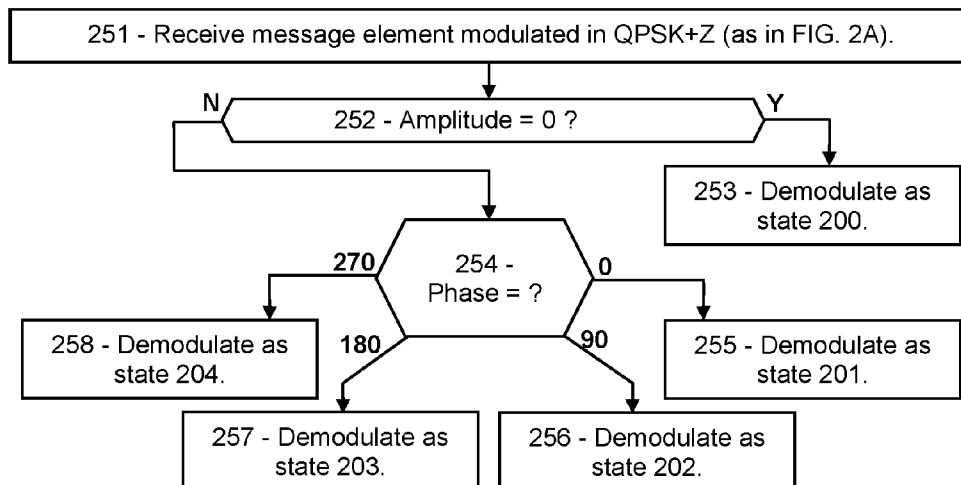 251 - Receive message element modulated in QPSK+Z (as in FIG. 2A).
N
Y
252 - Amplitude = 0 ?
253 - Demodulate as
state 200.
270
254 -
Phase = ?
0
180
90
258 - Demodulate as
state 204.
255 - Demodulate as
state 201.
257 - Demodulate as
state 203.
256 - Demodulate as
state 202.